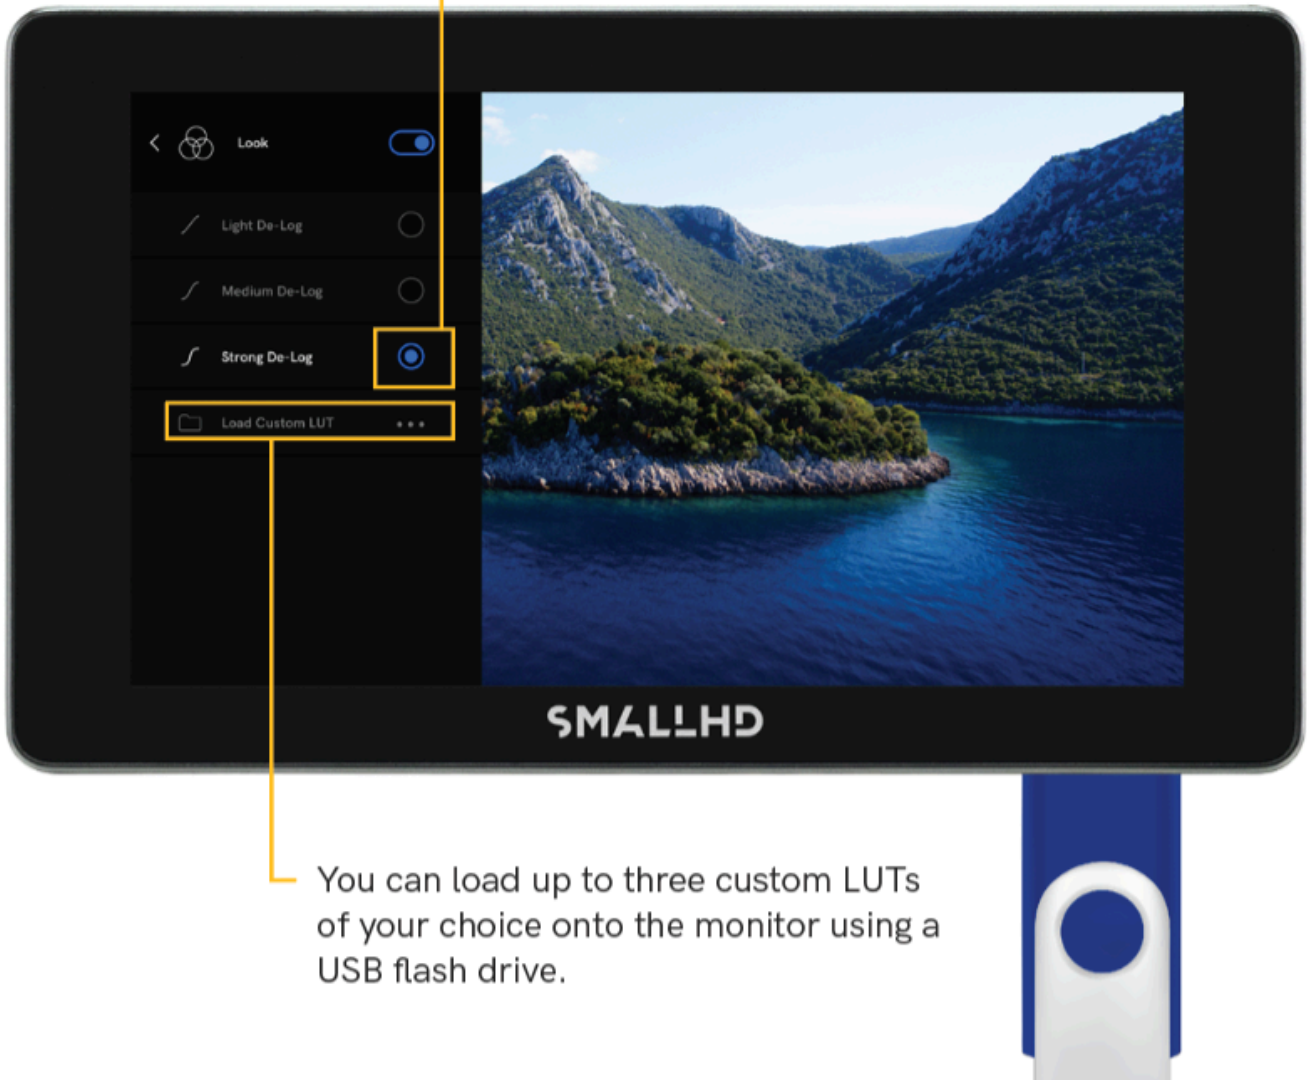 Look
Light De-Log
Medium De-Log
Strong De-Log
Load Custom LUT
SMALLHD
You can load up to three custom LUTs
of your choice onto the monitor using a
USB flash drive.